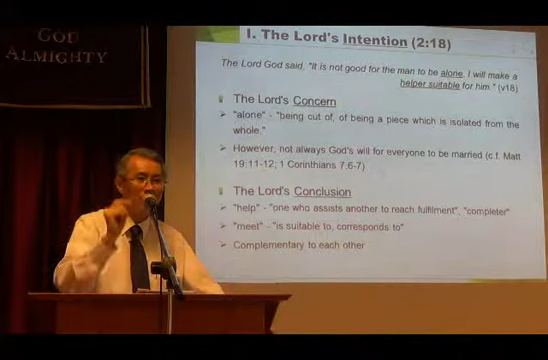 GOD
ALMIGHTY
I. The Lord's Intention (2:18)
The Lord God said, "It is not good for the man to be alone. I will make a
helper suitable for him." (v18)
The Lord's Concern
"alone" - "being cut of, of being a piece which is isolated from the
whole."
However, not always God's will for everyone to be married (c.f. Matt
19:11-12; 1 Corinthians 7:6-7)
The Lord's Conclusion
"help" - "one who assists another to reach fulfilment", "completer"
"meet" - "is suitable to, corresponds to"
Complementary to each other